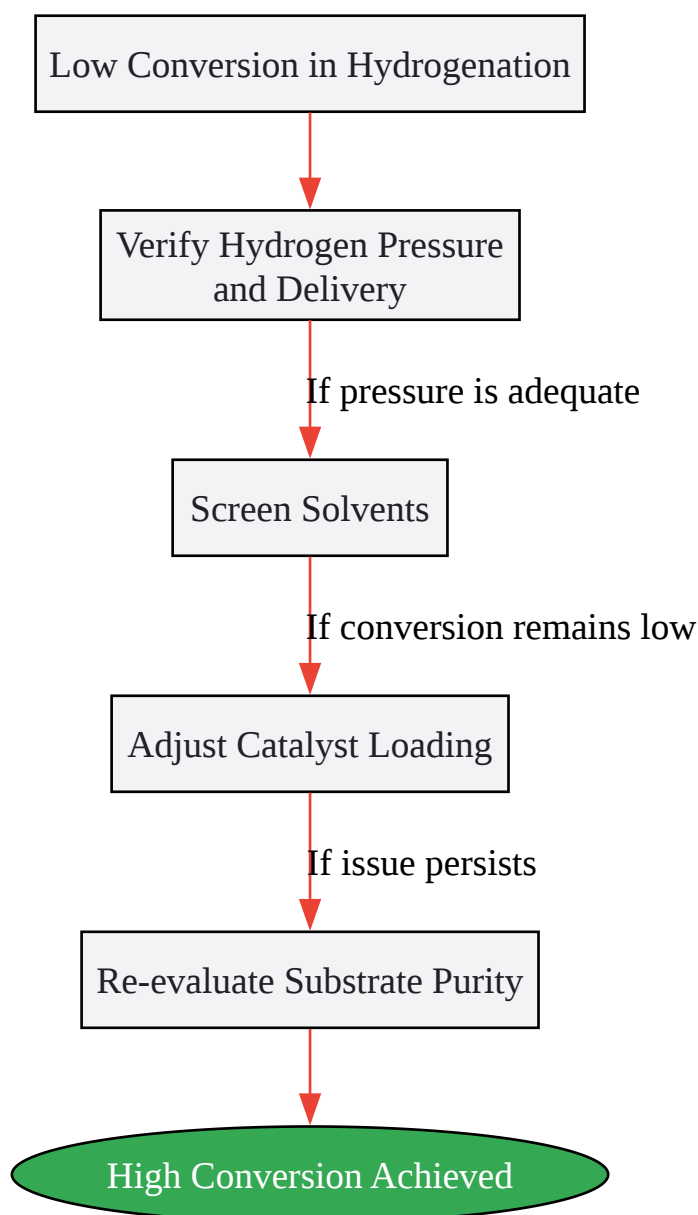 Low Conversion in Hydrogenation
Verify Hydrogen Pressure
and Delivery
If pressure is adequate
Screen Solvents
If conversion remains low
Adjust Catalyst Loading
If issue persists
Re-evaluate Substrate Purity
High Conversion Achieved